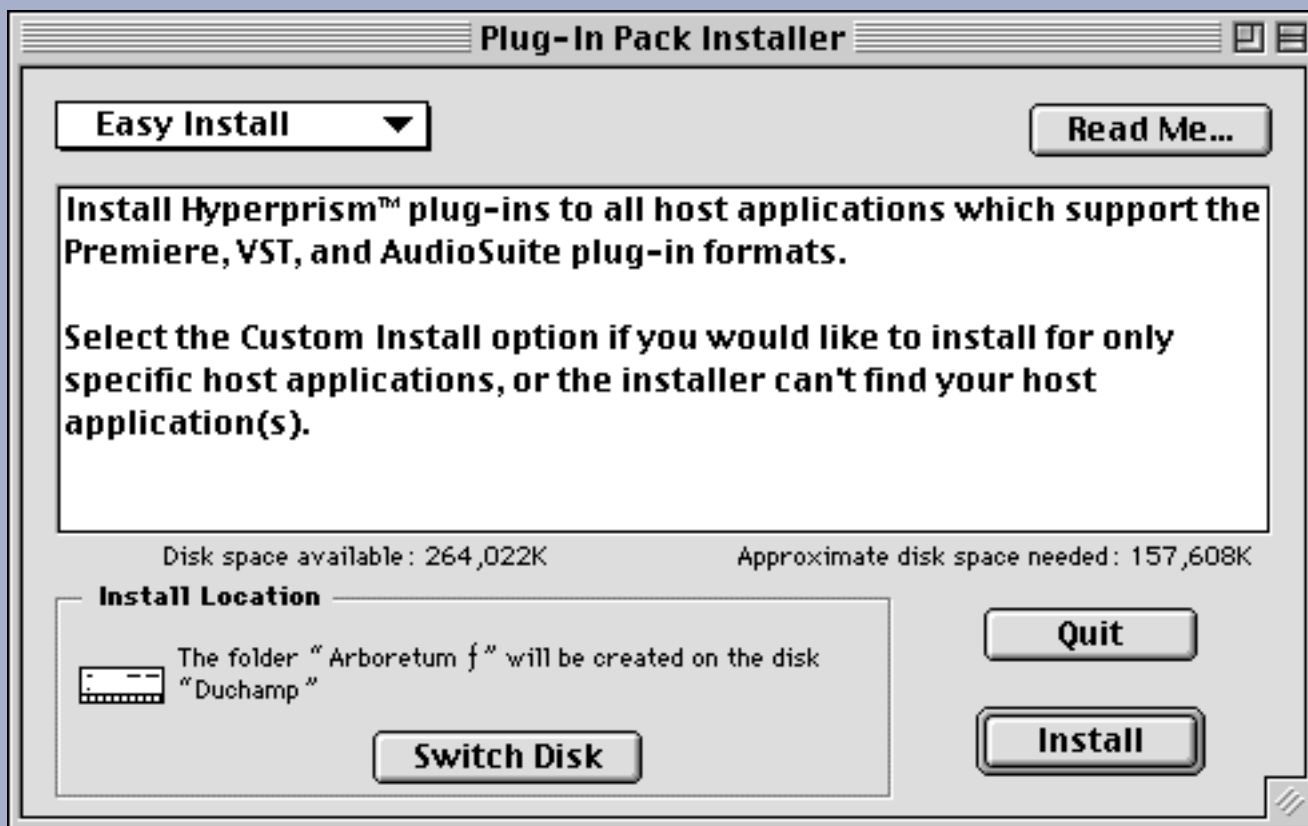 Plug-In Pack Installer
Easy Install
Read Me...
Install Hyperprism™ plug-ins to all host applications which support the
Premiere, VST, and AudioSuite plug-in formats.
Select the Custom Install option if you would like to install for only
specific host applications, or the installer can't find your host
application(s).
Disk space available: 264,022K
Approximate disk space needed: 157,608K
Install Location
The folder "Arboretum ƒ" will be created on the disk
"Duchamp"
Switch Disk
Quit
Install